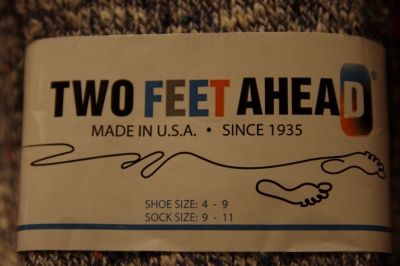 TWO FEET AHEAD®
MADE IN U.S.A. • SINCE 1935
SHOE SIZE: 4 - 9
SOCK SIZE: 9 - 11